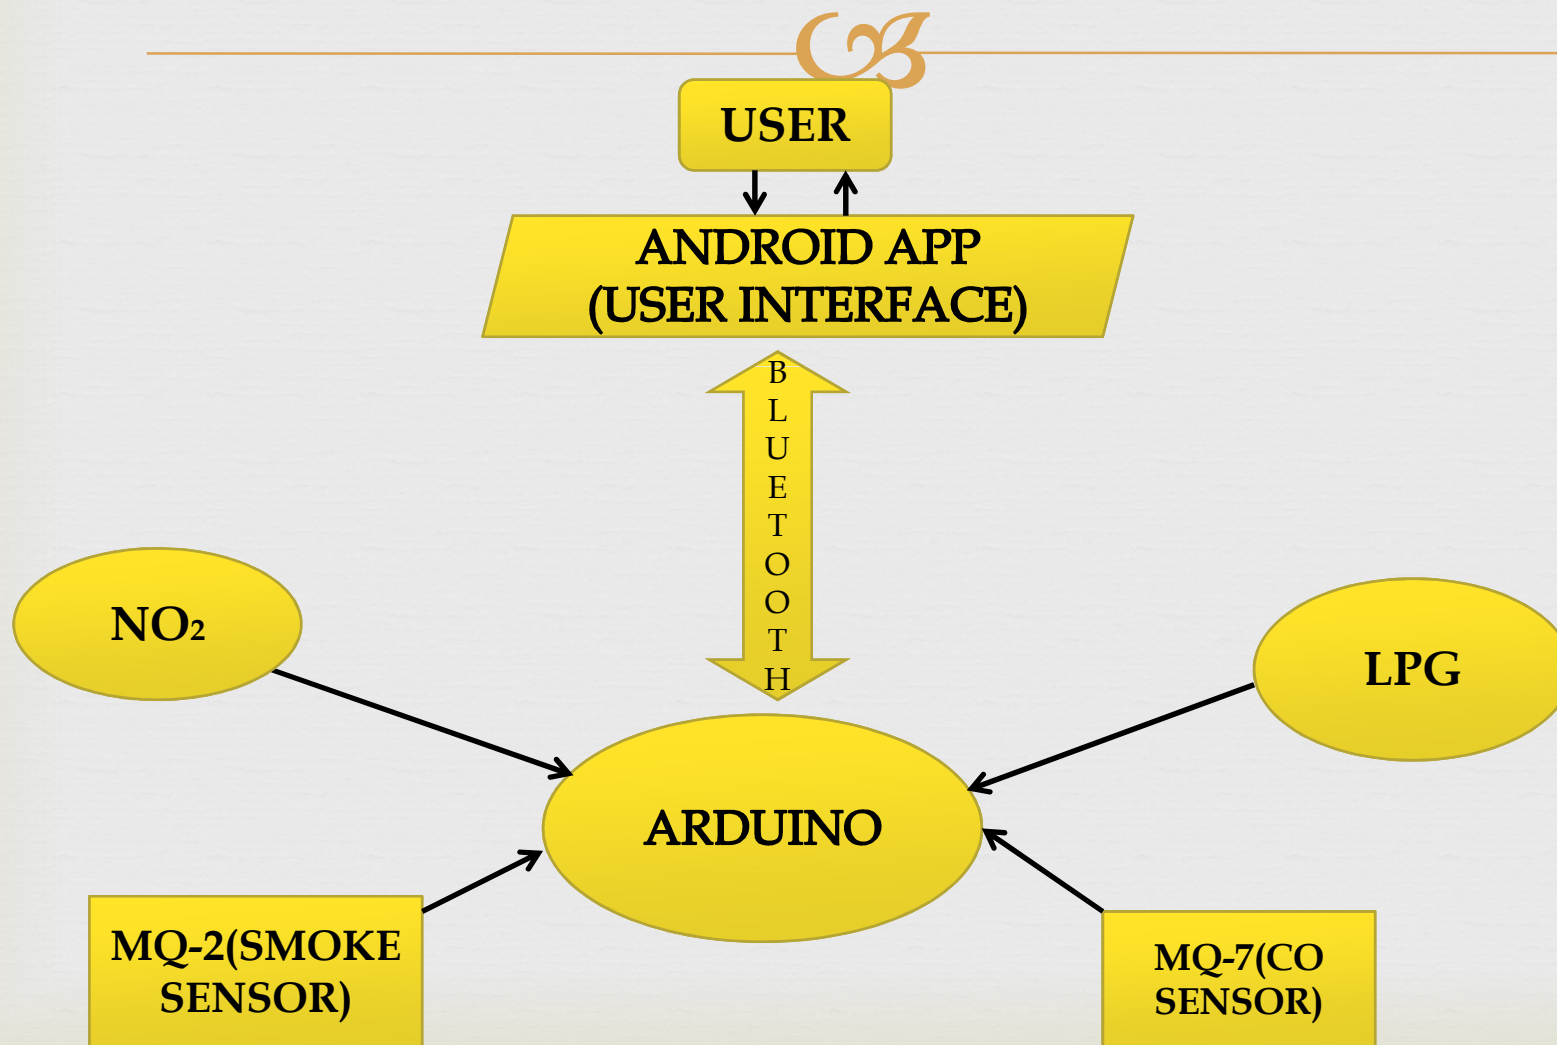 USER
ANDROID APP
(USER INTERFACE)
BLUETOOTH
NO₂
LPG
ARDUINO
MQ-2(SMOKE
SENSOR)
MQ-7(CO
SENSOR)